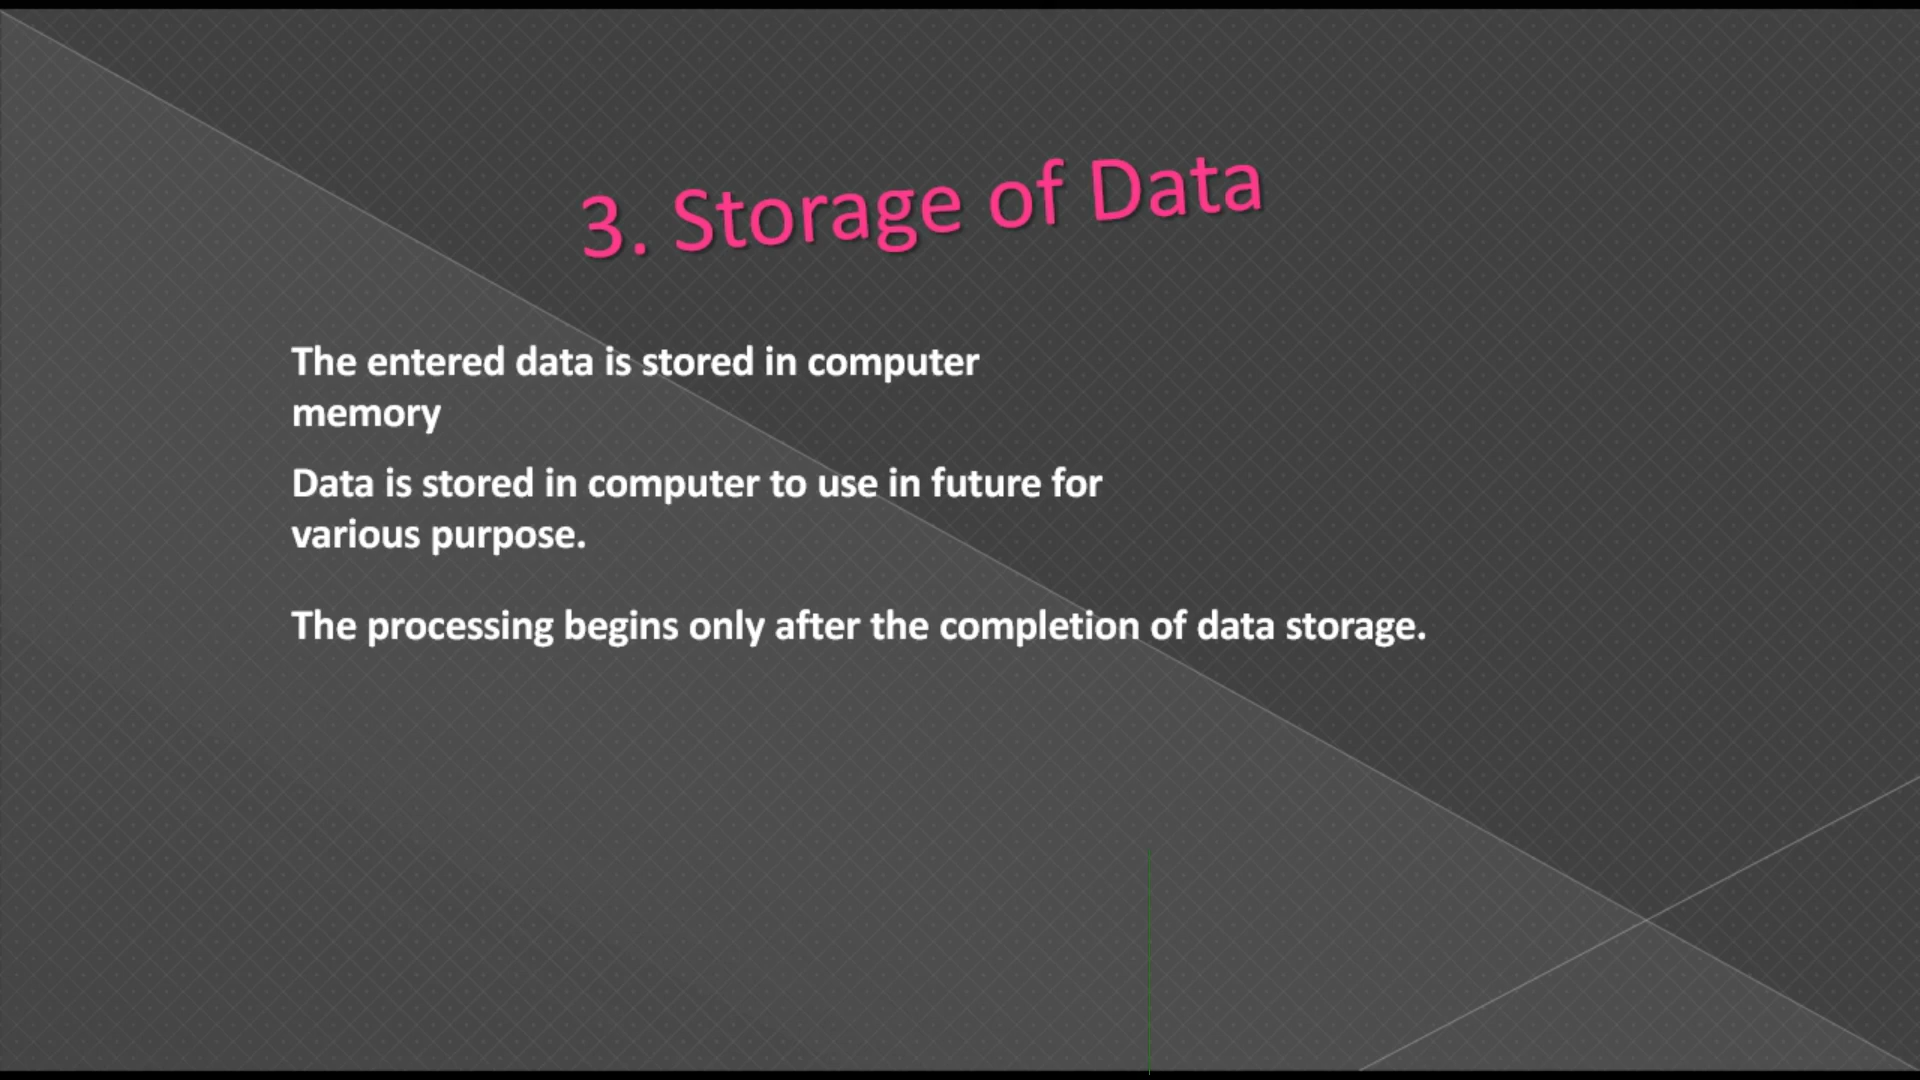 3. Storage of Data
The entered data is stored in computer
memory
Data is stored in computer to use in future for
various purpose.
The processing begins only after the completion of data storage.